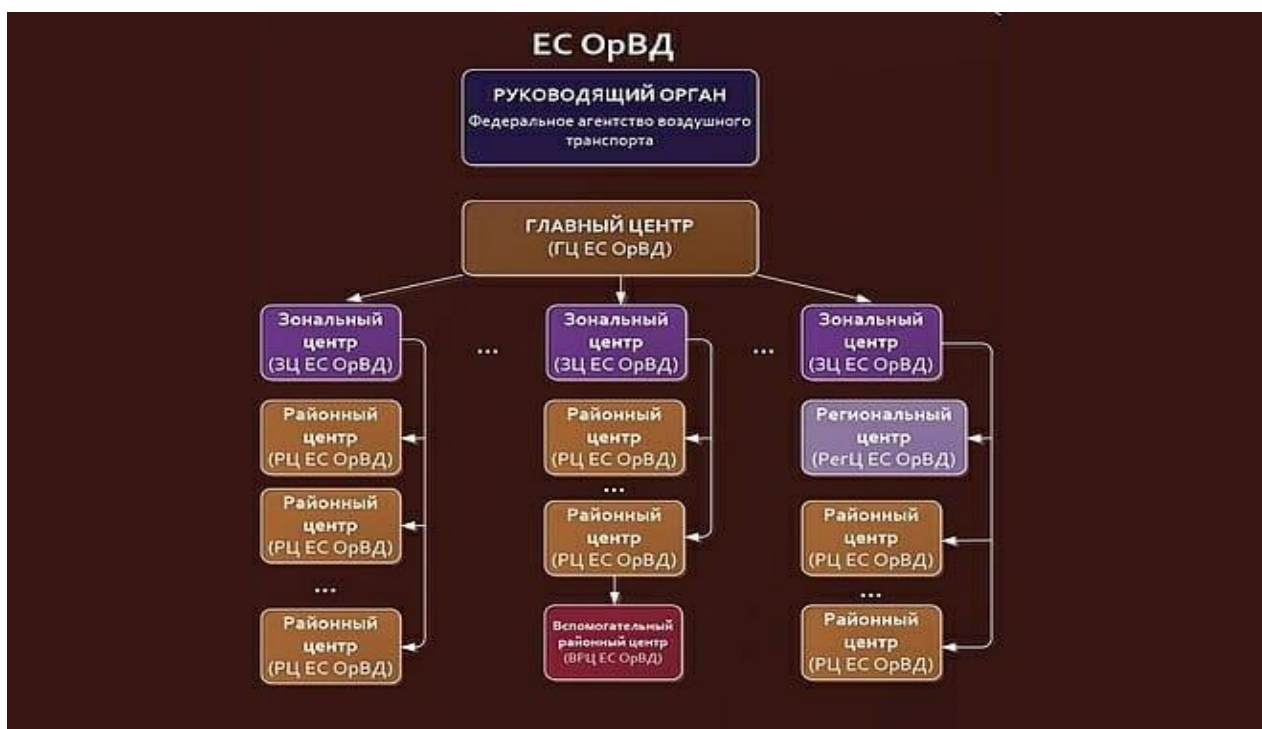 ЕС ОрВД
РУКОВОДЯЩИЙ ОРГАН
Федеральное агентство воздушного
транспорта
ГЛАВНЫЙ ЦЕНТР
(ГЦ ЕС ОрВД)
Зональный
центр
(ЗЦ ЕС ОрВД)
...
Зональный
центр
(ЗЦ ЕС ОрВД)
...
Зональный
центр
(ЗЦ ЕС ОрВД)
Районный
центр
(РЦ ЕС ОрВД)
Районный
центр
(РЦ ЕС ОрВД)
Региональный
центр
(РегЦ ЕС ОрВД)
Районный
центр
(РЦ ЕС ОрВД)
...
Районный
центр
(РЦ ЕС ОрВД)
Районный
центр
(РЦ ЕС ОрВД)
...
...
Районный
центр
(РЦ ЕС ОрВД)
Вспомогательный
районный центр
(ВРЦ ЕС ОрВД)
Районный
центр
(РЦ ЕС ОрВД)